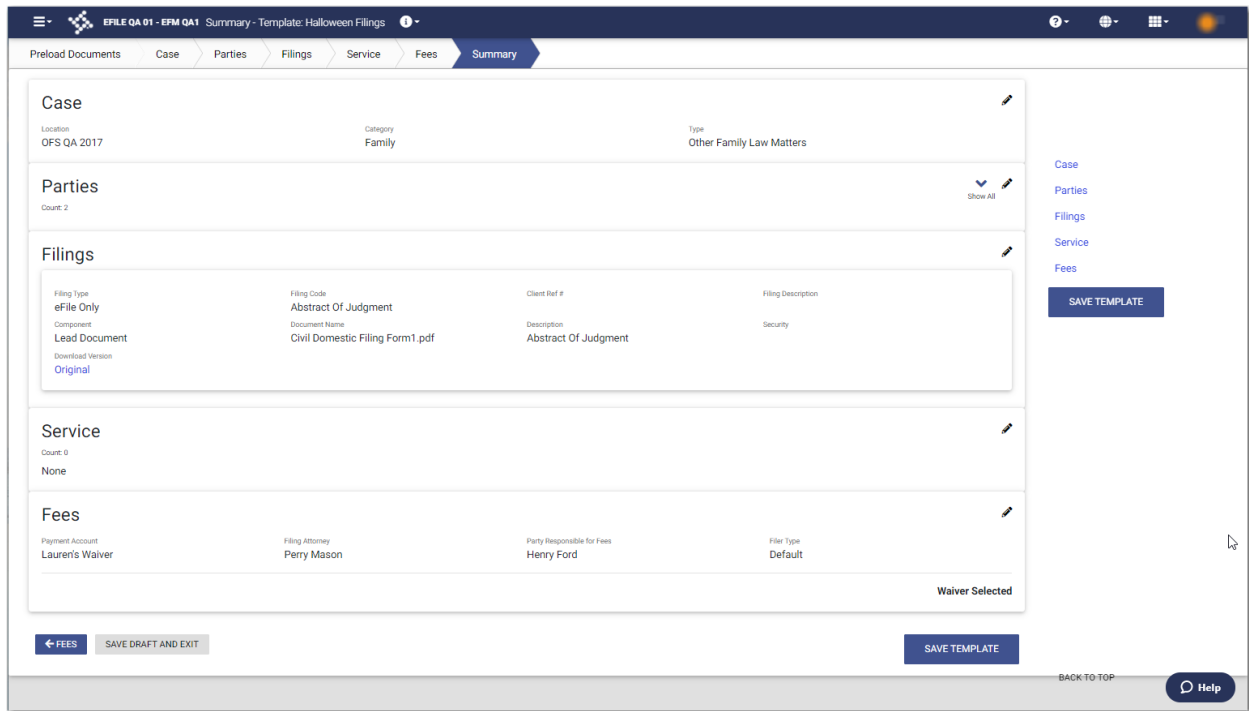 EFILE QA 01 - EFM QA1 Summary - Template: Halloween Filings
Preload Documents Case Parties Filings Service Fees Summary
Case
Location Category Type
OFS QA 2017 Family Other Family Law Matters
Case
Parties
Show All
Parties
Count: 2
Filings
Service
Filings
Fees
Filing Type Filing Code Client Ref # Filing Description
eFile Only Abstract Of Judgment
SAVE TEMPLATE
Component Document Name Description Security
Lead Document Civil Domestic Filing Form1.pdf Abstract Of Judgment
Download Version
Original
Service
Count: 0
None
Fees
Payment Account Filing Attorney Party Responsible for Fees Filer Type
Lauren's Waiver Perry Mason Henry Ford Default
Waiver Selected
FEES SAVE DRAFT AND EXIT SAVE TEMPLATE
BACK TO TOP
Help